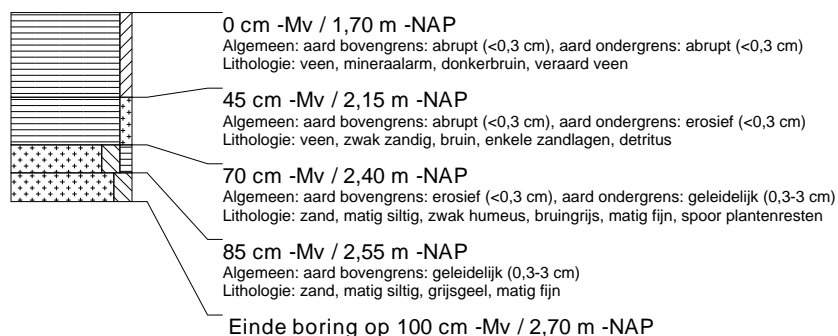 0 cm -Mv / 1,70 m -NAP
Algemeen: aard bovengrens: abrupt (<0,3 cm), aard ondergrens: abrupt (<0,3 cm)
Lithologie: veen, mineraalarm, donkerbruin, veraard veen
45 cm -Mv / 2,15 m -NAP
Algemeen: aard bovengrens: abrupt (<0,3 cm), aard ondergrens: erosief (<0,3 cm)
Lithologie: veen, zwak zandig, bruin, enkele zandlagen, detritus
70 cm -Mv / 2,40 m -NAP
Algemeen: aard bovengrens: erosief (<0,3 cm), aard ondergrens: geleidelijk (0,3-3 cm)
Lithologie: zand, matig siltig, zwak humeus, bruingrijs, matig fijn, spoor plantenresten
85 cm -Mv / 2,55 m -NAP
Algemeen: aard bovengrens: geleidelijk (0,3-3 cm)
Lithologie: zand, matig siltig, grijsgeel, matig fijn
Einde boring op 100 cm -Mv / 2,70 m -NAP